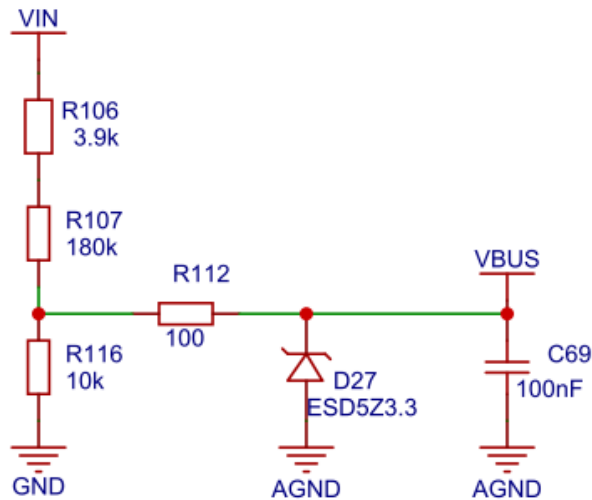 VIN
R106
3.9k
R107
180k
R112
100
VBUS
R116
10k
D27
ESD5Z3.3
C69
100nF
GND
AGND
AGND